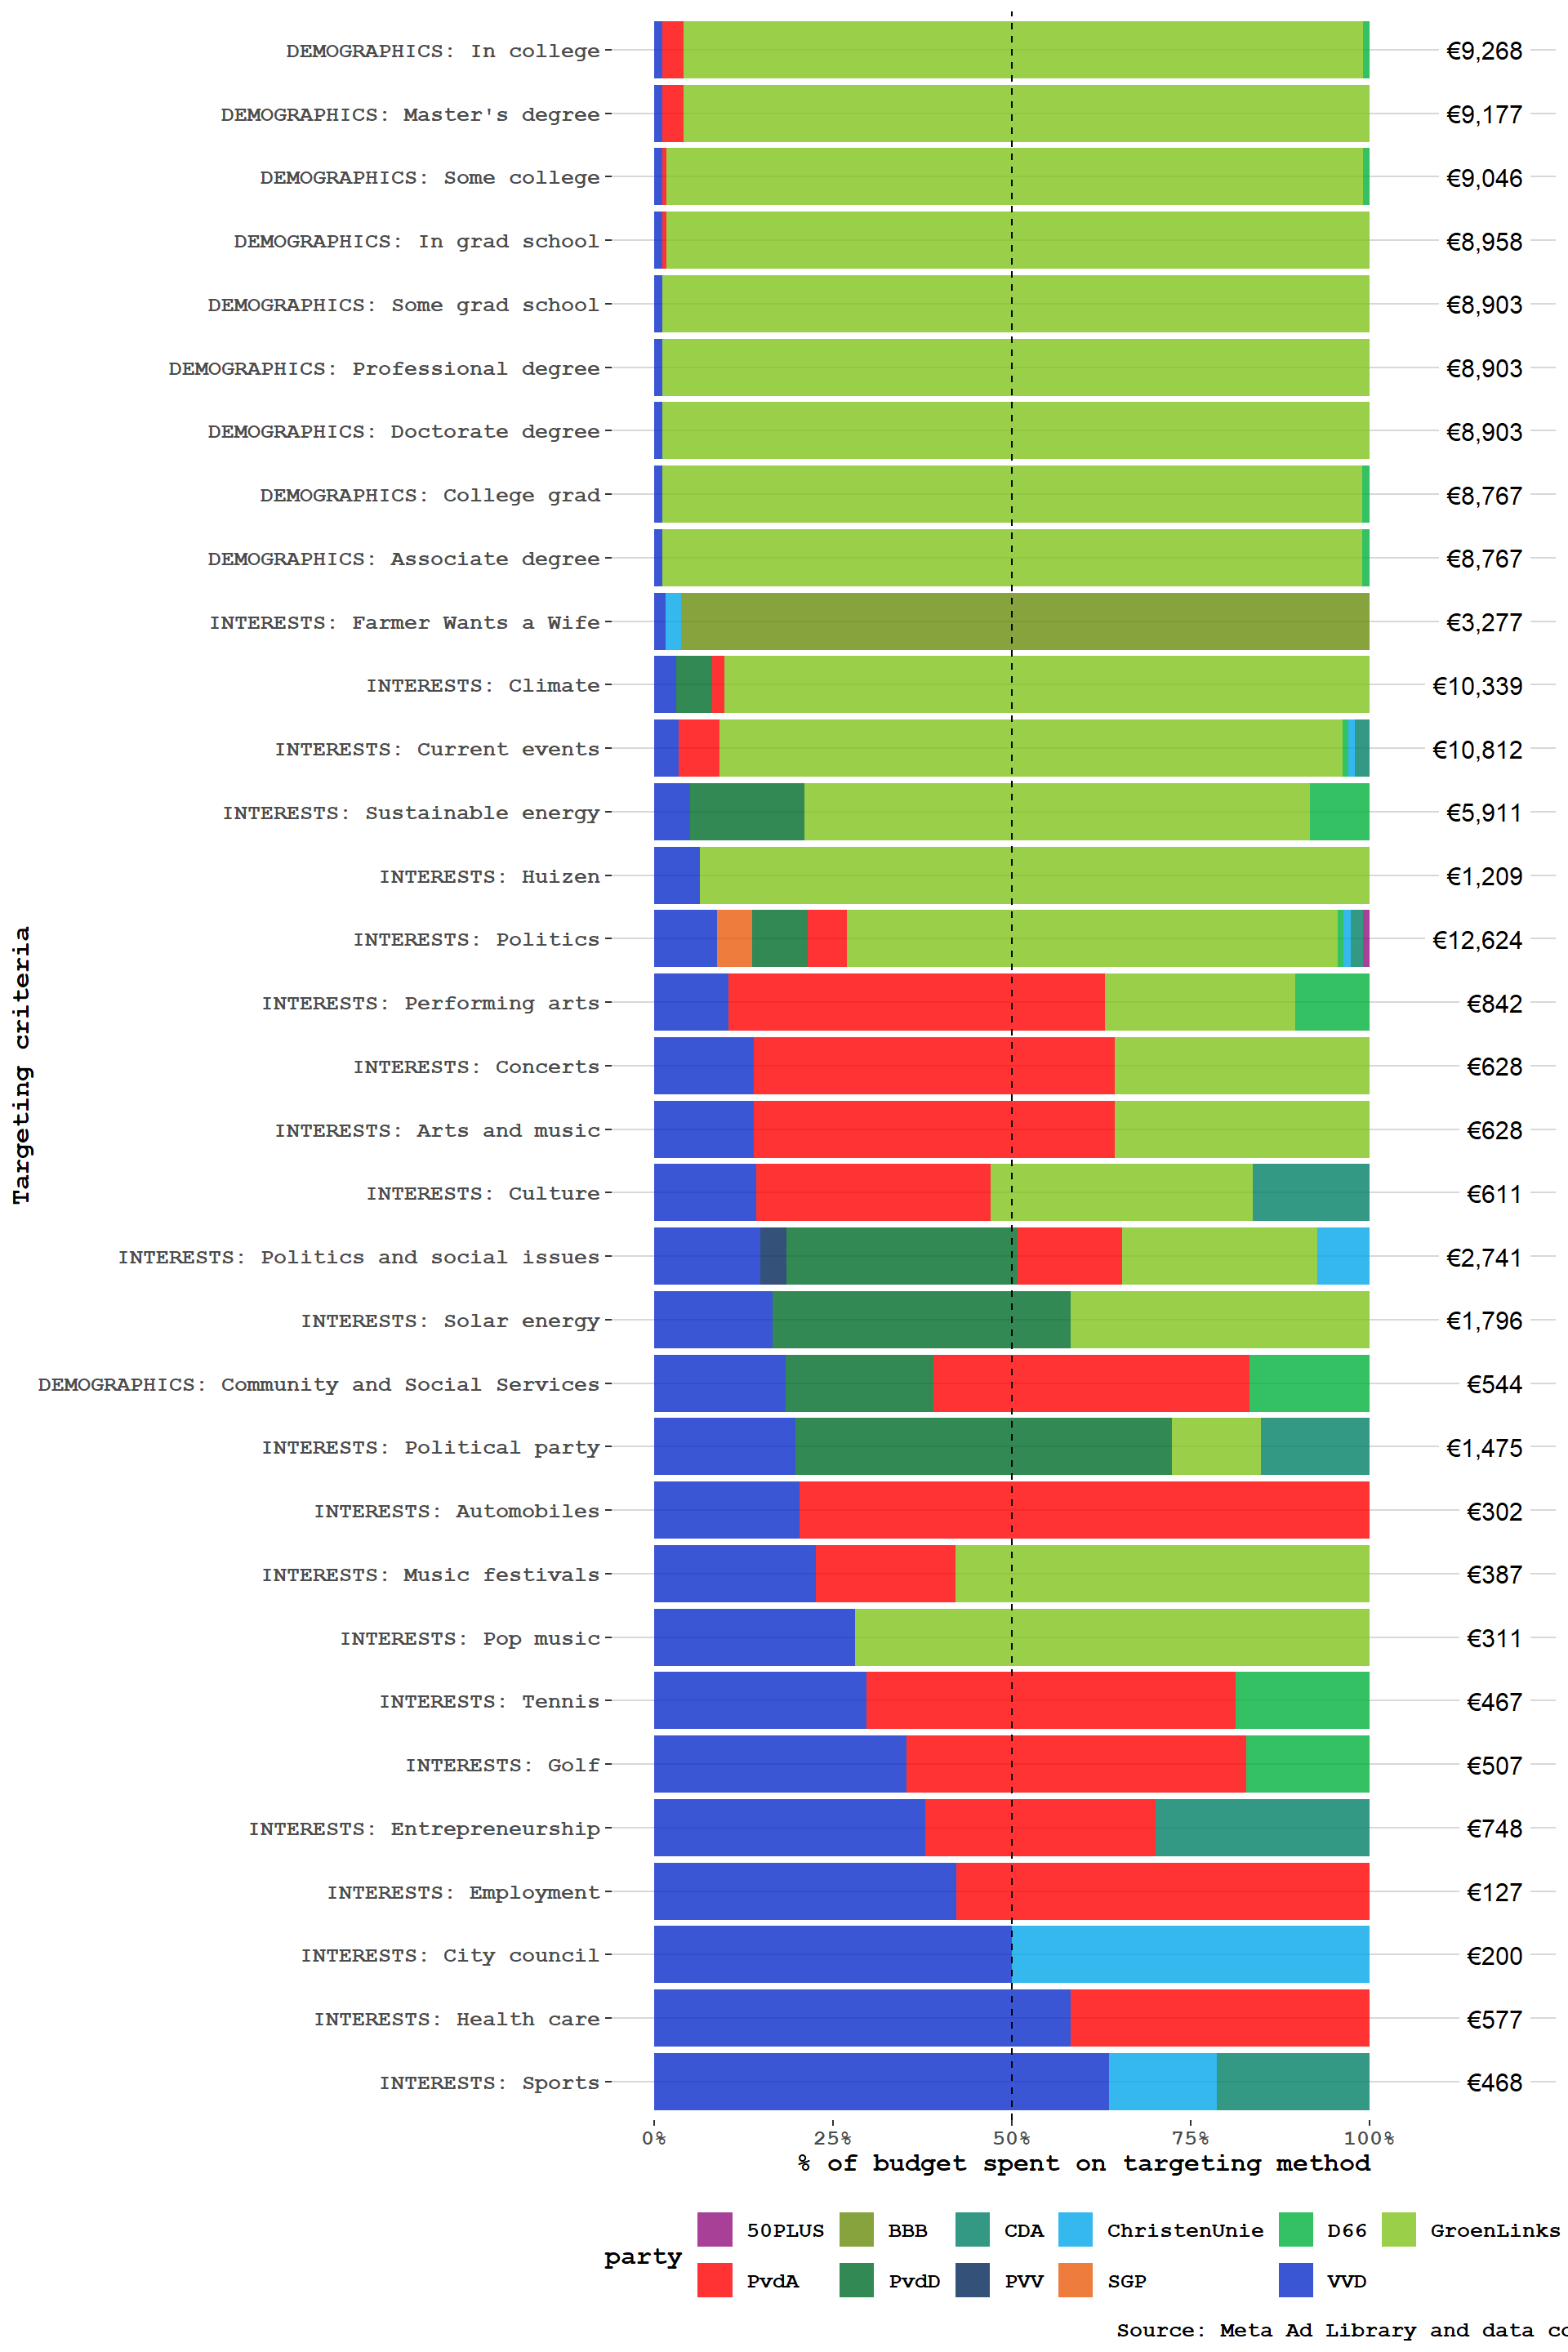 DEMOGRAPHICS: In college €9,268
DEMOGRAPHICS: Master's degree €9,177
DEMOGRAPHICS: Some college €9,046
DEMOGRAPHICS: In grad school €8,958
DEMOGRAPHICS: Some grad school €8,903
DEMOGRAPHICS: Professional degree €8,903
DEMOGRAPHICS: Doctorate degree €8,903
DEMOGRAPHICS: College grad €8,767
DEMOGRAPHICS: Associate degree €8,767
INTERESTS: Farmer Wants a Wife €3,277
INTERESTS: Climate €10,339
INTERESTS: Current events €10,812
INTERESTS: Sustainable energy €5,911
INTERESTS: Huizen €1,209
INTERESTS: Politics €12,624
INTERESTS: Performing arts €842
INTERESTS: Concerts €628
INTERESTS: Arts and music €628
INTERESTS: Culture €611
INTERESTS: Politics and social issues €2,741
INTERESTS: Solar energy €1,796
DEMOGRAPHICS: Community and Social Services €544
INTERESTS: Political party €1,475
INTERESTS: Automobiles €302
INTERESTS: Music festivals €387
INTERESTS: Pop music €311
INTERESTS: Tennis €467
INTERESTS: Golf €507
INTERESTS: Entrepreneurship €748
INTERESTS: Employment €127
INTERESTS: City council €200
INTERESTS: Health care €577
INTERESTS: Sports €468
Targeting criteria
0% 25% 50% 75% 100%
% of budget spent on targeting method
party
50PLUS BBB CDA ChristenUnie D66 GroenLinks
PvdA PvdD PVV SGP VVD
Source: Meta Ad Library and data